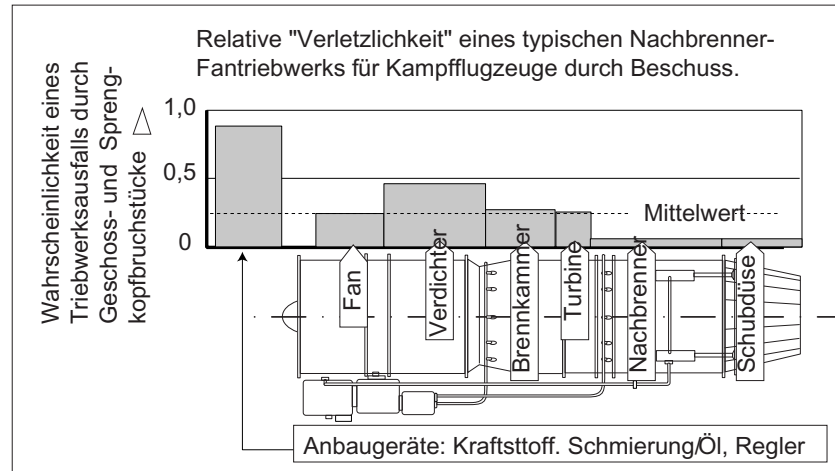 Relative "Verletzlichkeit" eines typischen Nachbrenner-
Fantriebwerks für Kampfflugzeuge durch Beschuss.
Wahrscheinlichkeit eines
Triebwerksausfalls durch
Geschoss- und Spreng-
kopfbruchstücke
1,0
0,5
0
Mittelwert
Fan
Verdichter
Brennkammer
Turbine
Nachbrenner
Schubdüse
Anbaugeräte: Kraftsttoff. Schmierung/Öl, Regler